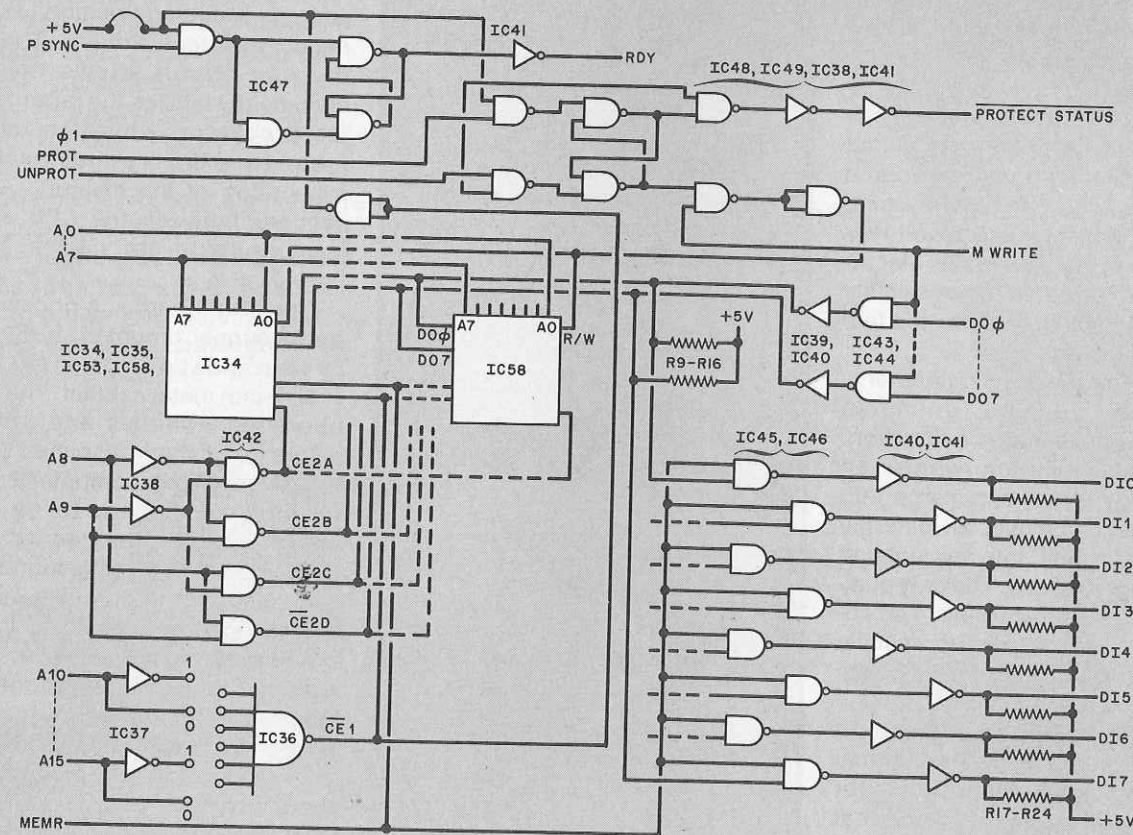 +5V
P SYNC
IC41
RDY
IC47
IC48, IC49, IC38, IC41
PROTECT STATUS
φ1
PROT
UNPROT
A0
A7
M WRITE
A7 A0
IC34
IC34, IC35,
IC53, IC58,
DOφ
DO7
A7 A0
R/W
IC58
+5V
R9-R16
IC39,
IC40
IC43,
IC44
DOφ
DO7
IC42
A8
IC38
A9
CE2A
CE2B
CE2C
CE2D
IC45, IC46
IC40, IC41
DI0
DI1
DI2
DI3
DI4
DI5
DI6
DI7
R17-R24
+5V
A10
1
0
IC37
A15
1
0
IC36
CE1
MEMR